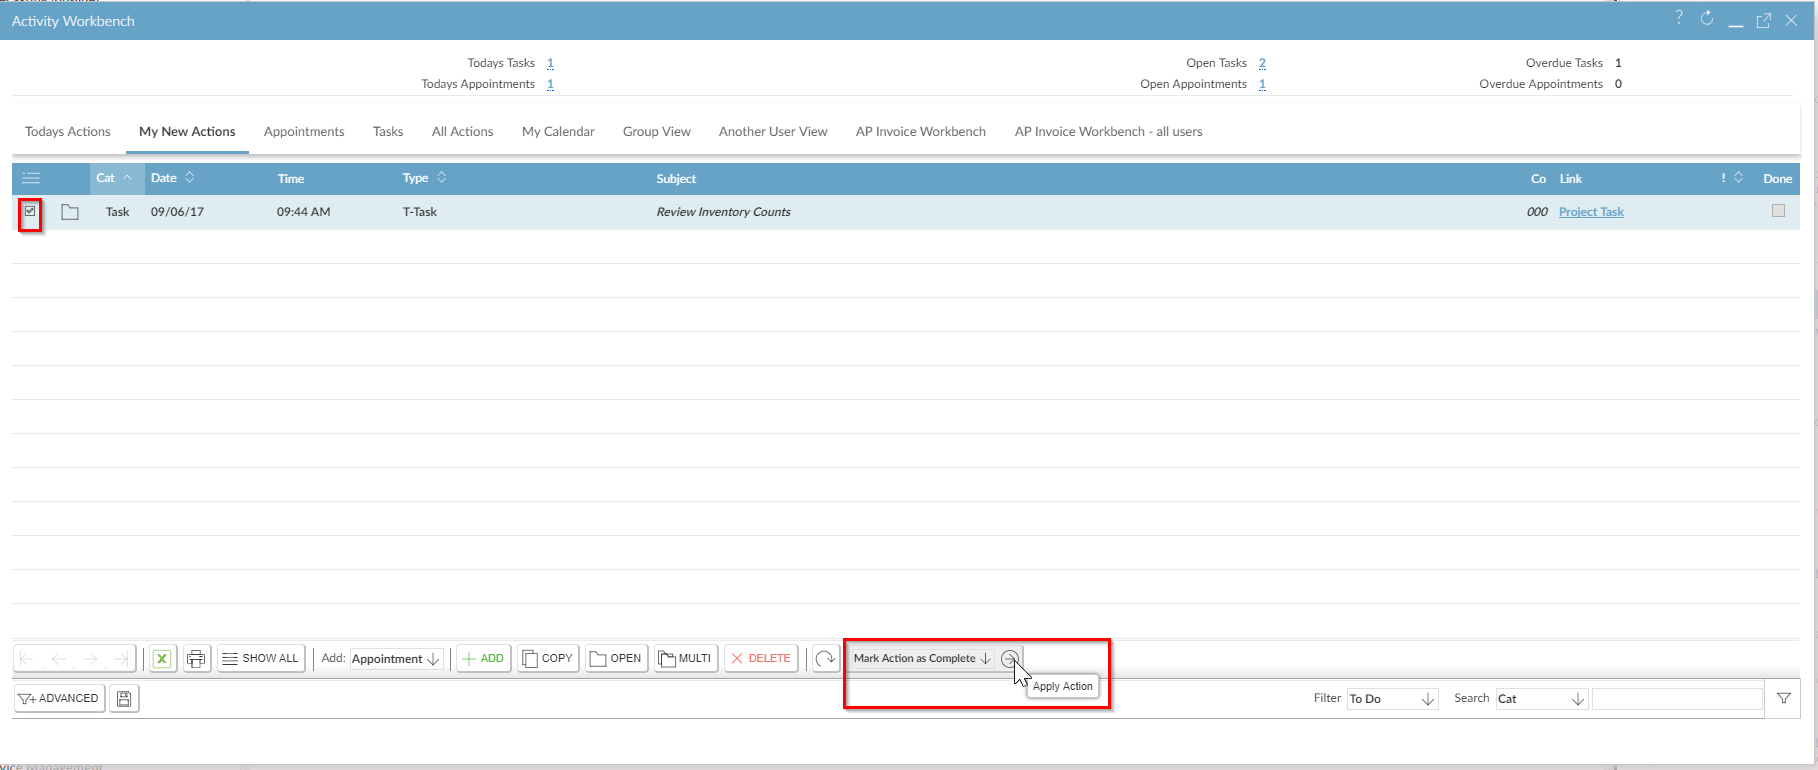 Activity Workbench
?
Todays Tasks 1 Open Tasks 2 Overdue Tasks 1
Todays Appointments 1 Open Appointments 1 Overdue Appointments 0
Todays Actions My New Actions Appointments Tasks All Actions My Calendar Group View Another User View AP Invoice Workbench AP Invoice Workbench - all users
Cat Date Time Type Subject Co Link ! Done
Task 09/06/17 09:44 AM T-Task Review Inventory Counts 000 Project Task
X SHOW ALL Add: Appointment + ADD COPY OPEN MULTI DELETE Mark Action as Complete
Apply Action
ADVANCED Filter To Do Search Cat